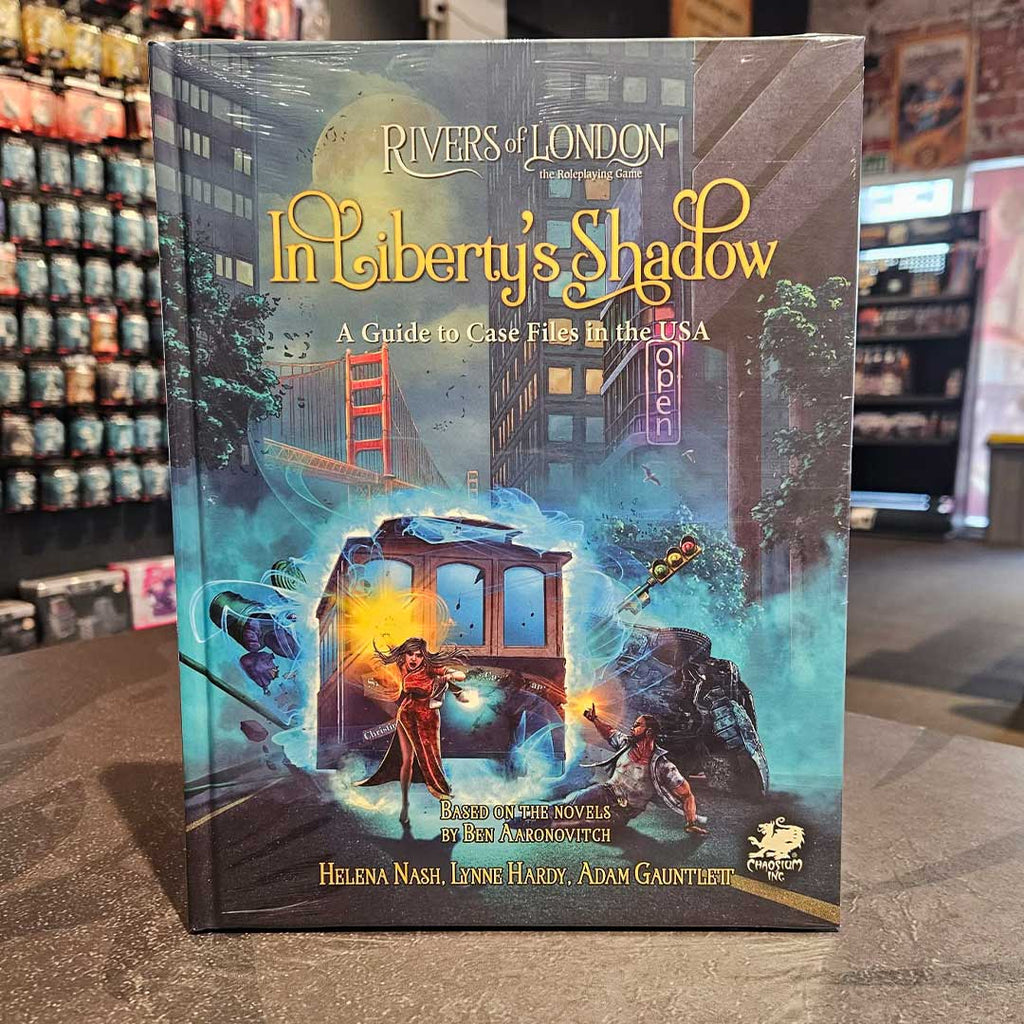 Rivers of London
the Roleplaying Game
In Liberty's Shadow
A Guide to Case Files in the USA
open
Based on the novels
by Ben Aaronovitch
Helena Nash, Lynne Hardy, Adam Gauntlett
Chaosium
Inc.